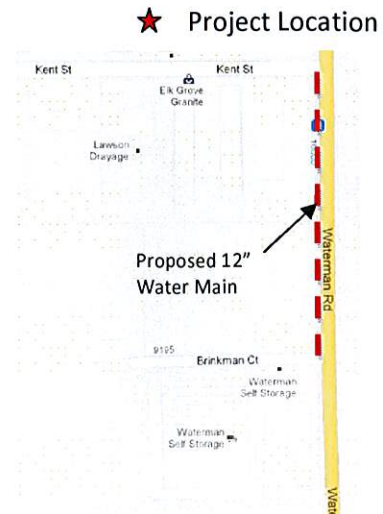 Project Location
Kent St
Kent St
Elk Grove
Granite
Lawson
Drayage
Proposed 12"
Water Main
Waterman Rd
9195
Brinkman Ct
Waterman
Self Storage
Waterman
Self Storage